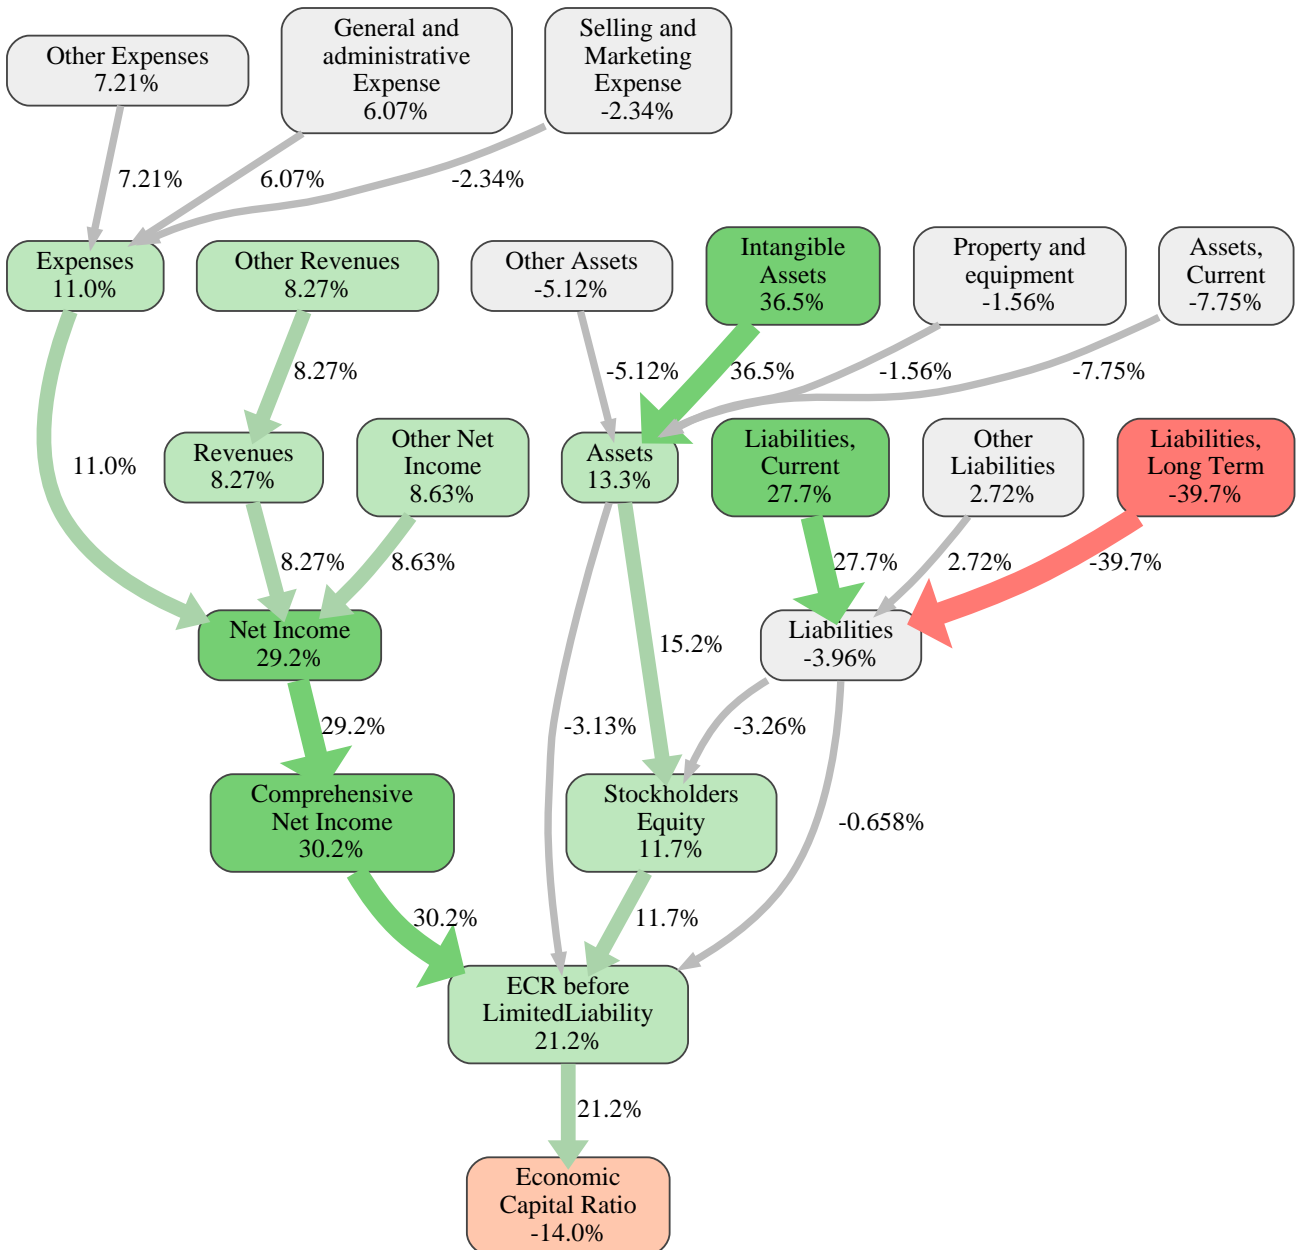 Other Expenses
7.21%
General and
administrative
Expense
6.07%
Selling and
Marketing
Expense
-2.34%
7.21%
6.07%
-2.34%
Expenses
11.0%
Other Revenues
8.27%
Other Assets
-5.12%
Intangible
Assets
36.5%
Property and
equipment
-1.56%
Assets,
Current
-7.75%
8.27%
-5.12%
36.5%
-1.56%
-7.75%
11.0%
Revenues
8.27%
Other Net
Income
8.63%
Assets
13.3%
Liabilities,
Current
27.7%
Other
Liabilities
2.72%
Liabilities,
Long Term
-39.7%
8.27%
8.63%
27.7%
2.72%
-39.7%
Net Income
29.2%
15.2%
Liabilities
-3.96%
29.2%
-3.13%
-3.26%
Comprehensive
Net Income
30.2%
Stockholders
Equity
11.7%
-0.658%
30.2%
11.7%
ECR before
LimitedLiability
21.2%
21.2%
Economic
Capital Ratio
-14.0%